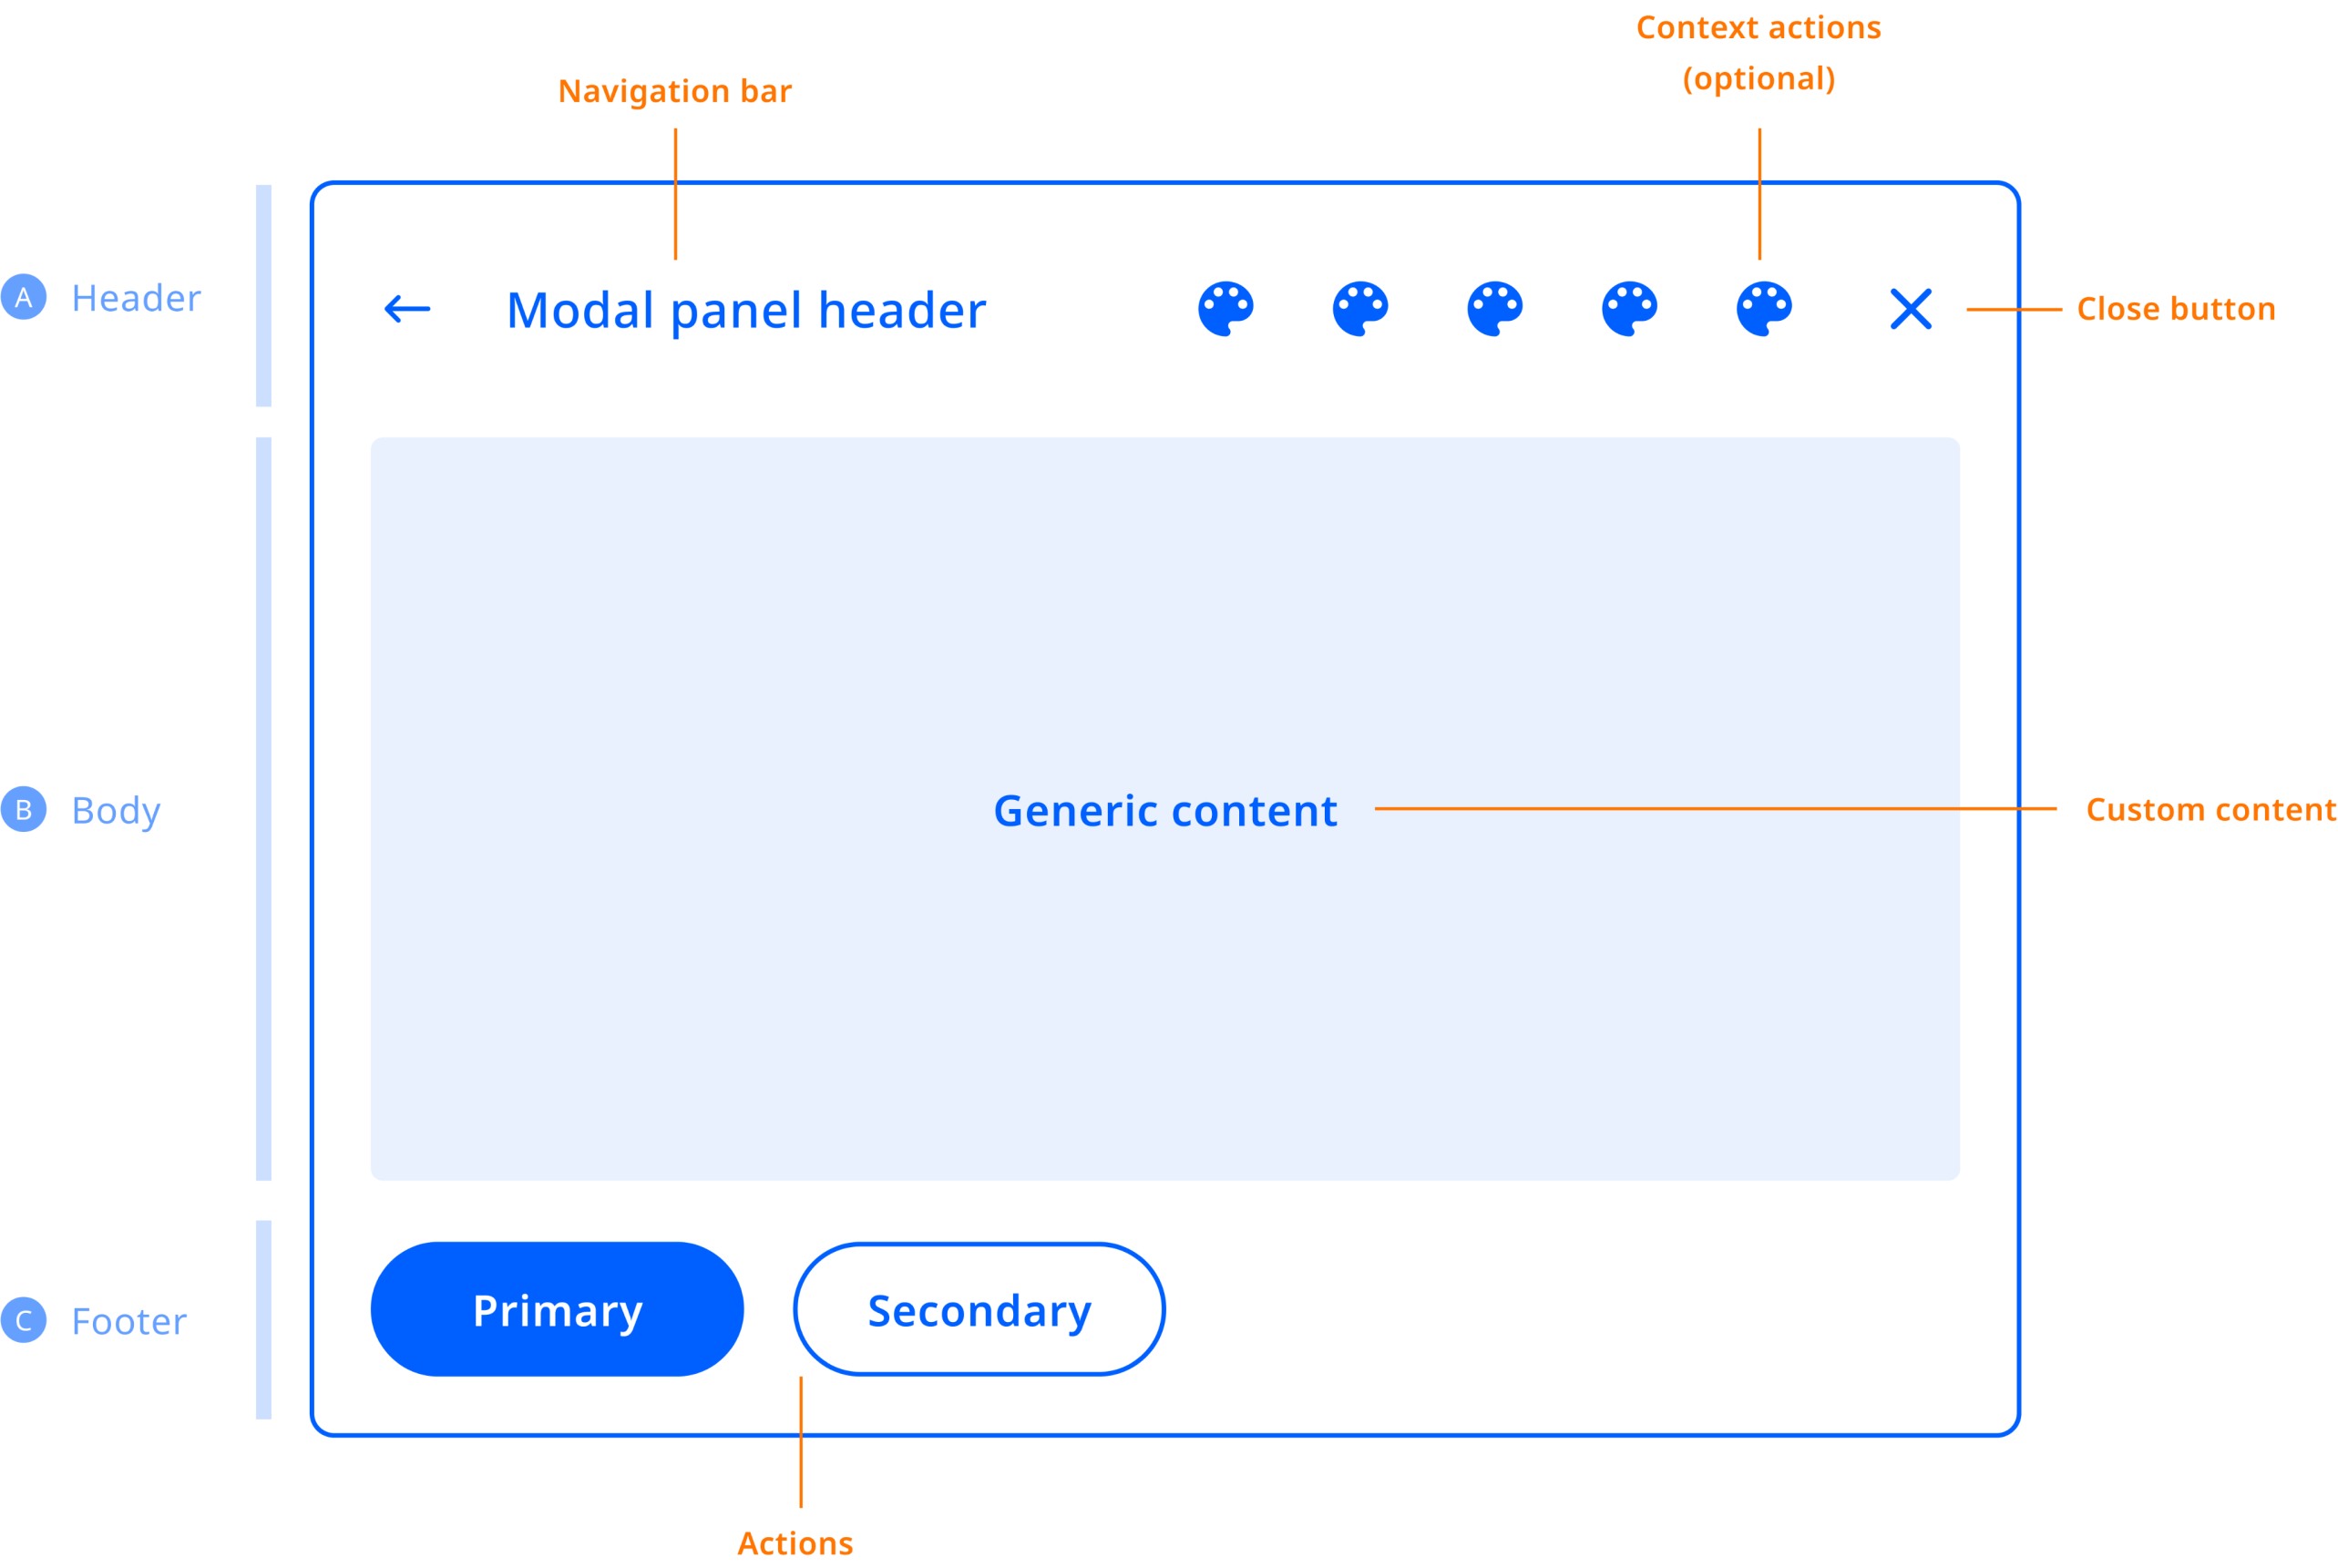 Context actions
(optional)
Navigation bar
A Header
Modal panel header
Close button
B Body
Generic content
Custom content
C Footer
Primary
Secondary
Actions